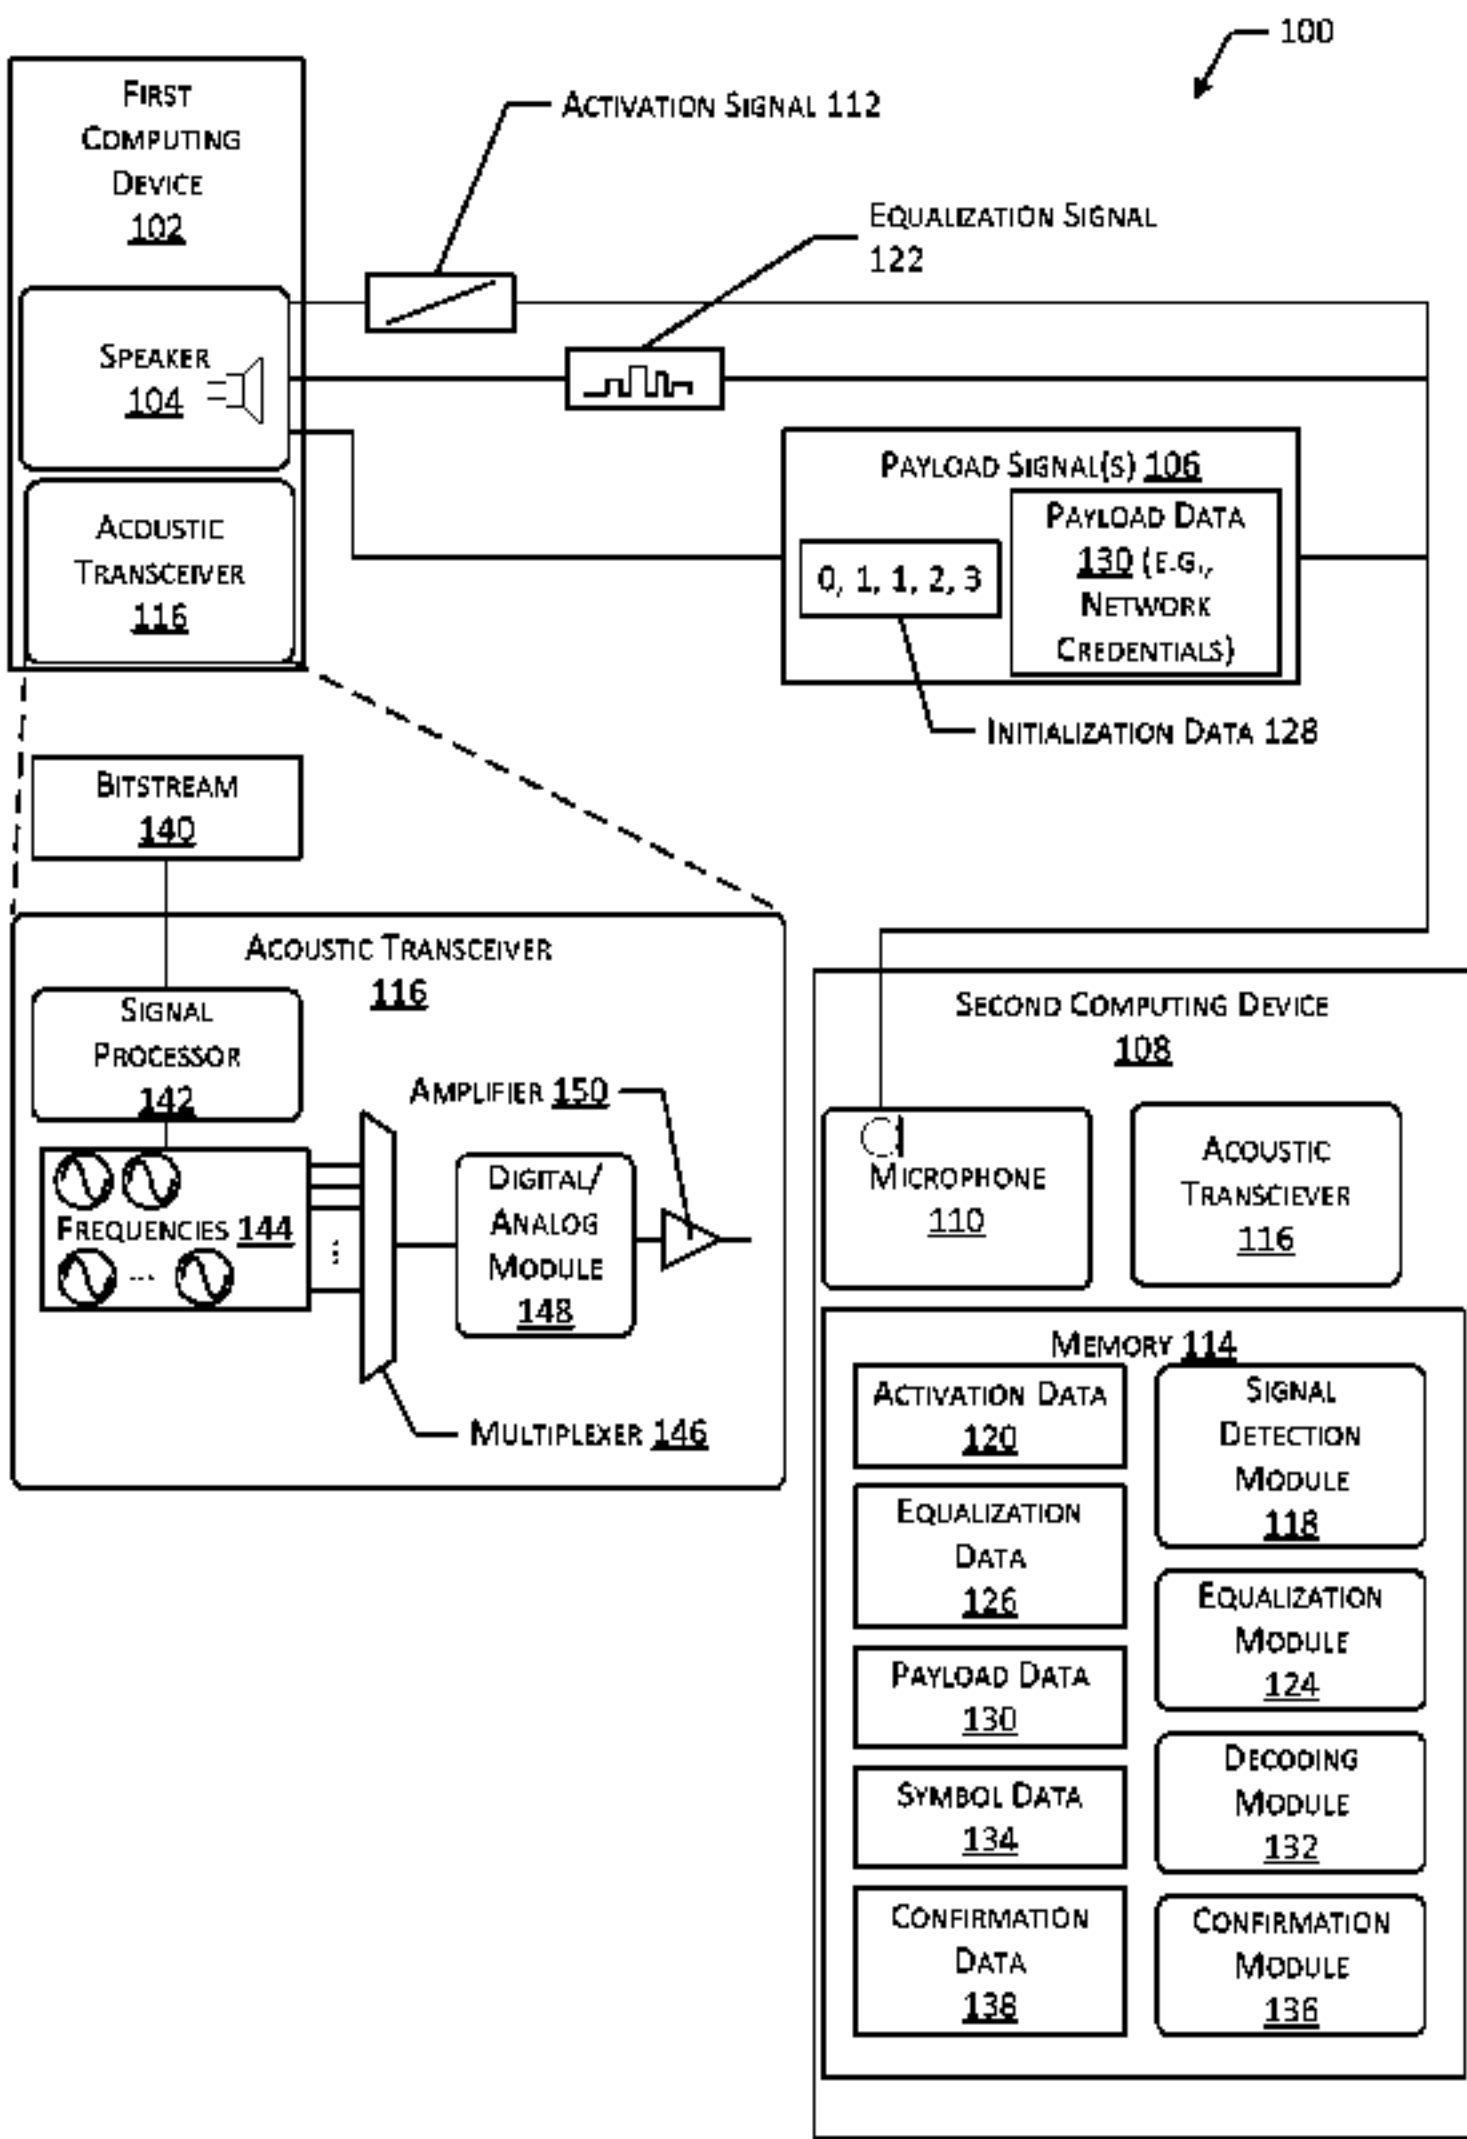 100
FIRST
COMPUTING
DEVICE
102
ACTIVATION SIGNAL 112
EQUALIZATION SIGNAL
122
SPEAKER
104
PAYLOAD SIGNAL(S) 106
0, 1, 1, 2, 3
PAYLOAD DATA
130 (E.G.,
NETWORK
CREDENTIALS)
INITIALIZATION DATA 128
ACOUSTIC
TRANSCEIVER
116
BITSTREAM
140
ACOUSTIC TRANSCEIVER
116
SIGNAL
PROCESSOR
142
FREQUENCIES 144
...
...
AMPLIFIER 150
DIGITAL/
ANALOG
MODULE
148
MULTIPLEXER 146
SECOND COMPUTING DEVICE
108
MICROPHONE
110
ACOUSTIC
TRANSCIEVER
116
MEMORY 114
ACTIVATION DATA
120
EQUALIZATION
DATA
126
PAYLOAD DATA
130
SYMBOL DATA
134
CONFIRMATION
DATA
138
SIGNAL
DETECTION
MODULE
118
EQUALIZATION
MODULE
124
DECODING
MODULE
132
CONFIRMATION
MODULE
136